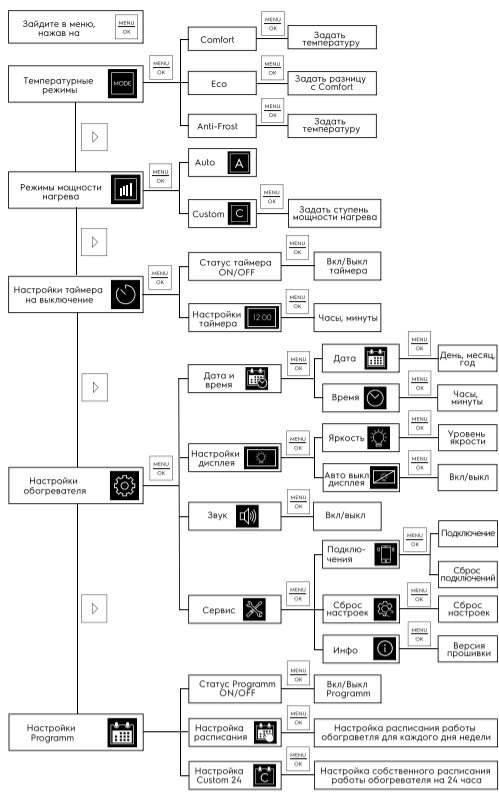 Зайдите в меню,
нажав на
MENU
OK
Температурные
режимы
MODE
MENU
OK
Comfort
MENU
OK
Задать
температуру
Eco
MENU
OK
Задать разницу
с Comfort
Anti-Frost
MENU
OK
Задать
температуру
Режимы мощности
нагрева
MENU
OK
Auto
A
Custom
C
MENU
OK
Задать ступень
мощности нагрева
Настройки таймера
на выключение
MENU
OK
Статус таймера
ON/OFF
MENU
OK
Вкл/Выкл
таймера
Настройки
таймера
12:00
MENU
OK
Часы, минуты
Настройки
обогревателя
MENU
OK
Дата и
время
MENU
OK
Дата
MENU
OK
День, месяц,
год
Время
MENU
OK
Часы,
минуты
Настройки
дисплея
MENU
OK
Яркость
MENU
OK
Уровень
якрости
Авто выкл
дисплея
MENU
OK
Вкл/выкл
Звук
MENU
OK
Вкл/выкл
Сервис
MENU
OK
Подклю-
чения
MENU
OK
Подключение
Сброс
подключений
Сброс
настроек
MENU
OK
Сброс
настроек
Инфо
MENU
OK
Версия
прошивки
Настройки
Programm
MENU
OK
Статус Programm
ON/OFF
MENU
OK
Вкл/Выкл
Programm
Настройка
расписания
MENU
OK
Настройка расписания работы
обограветля для каждого дня недели
Настройка
Custom 24
C
MENU
OK
Настройка собственного расписания
работы обогревателя на 24 часа